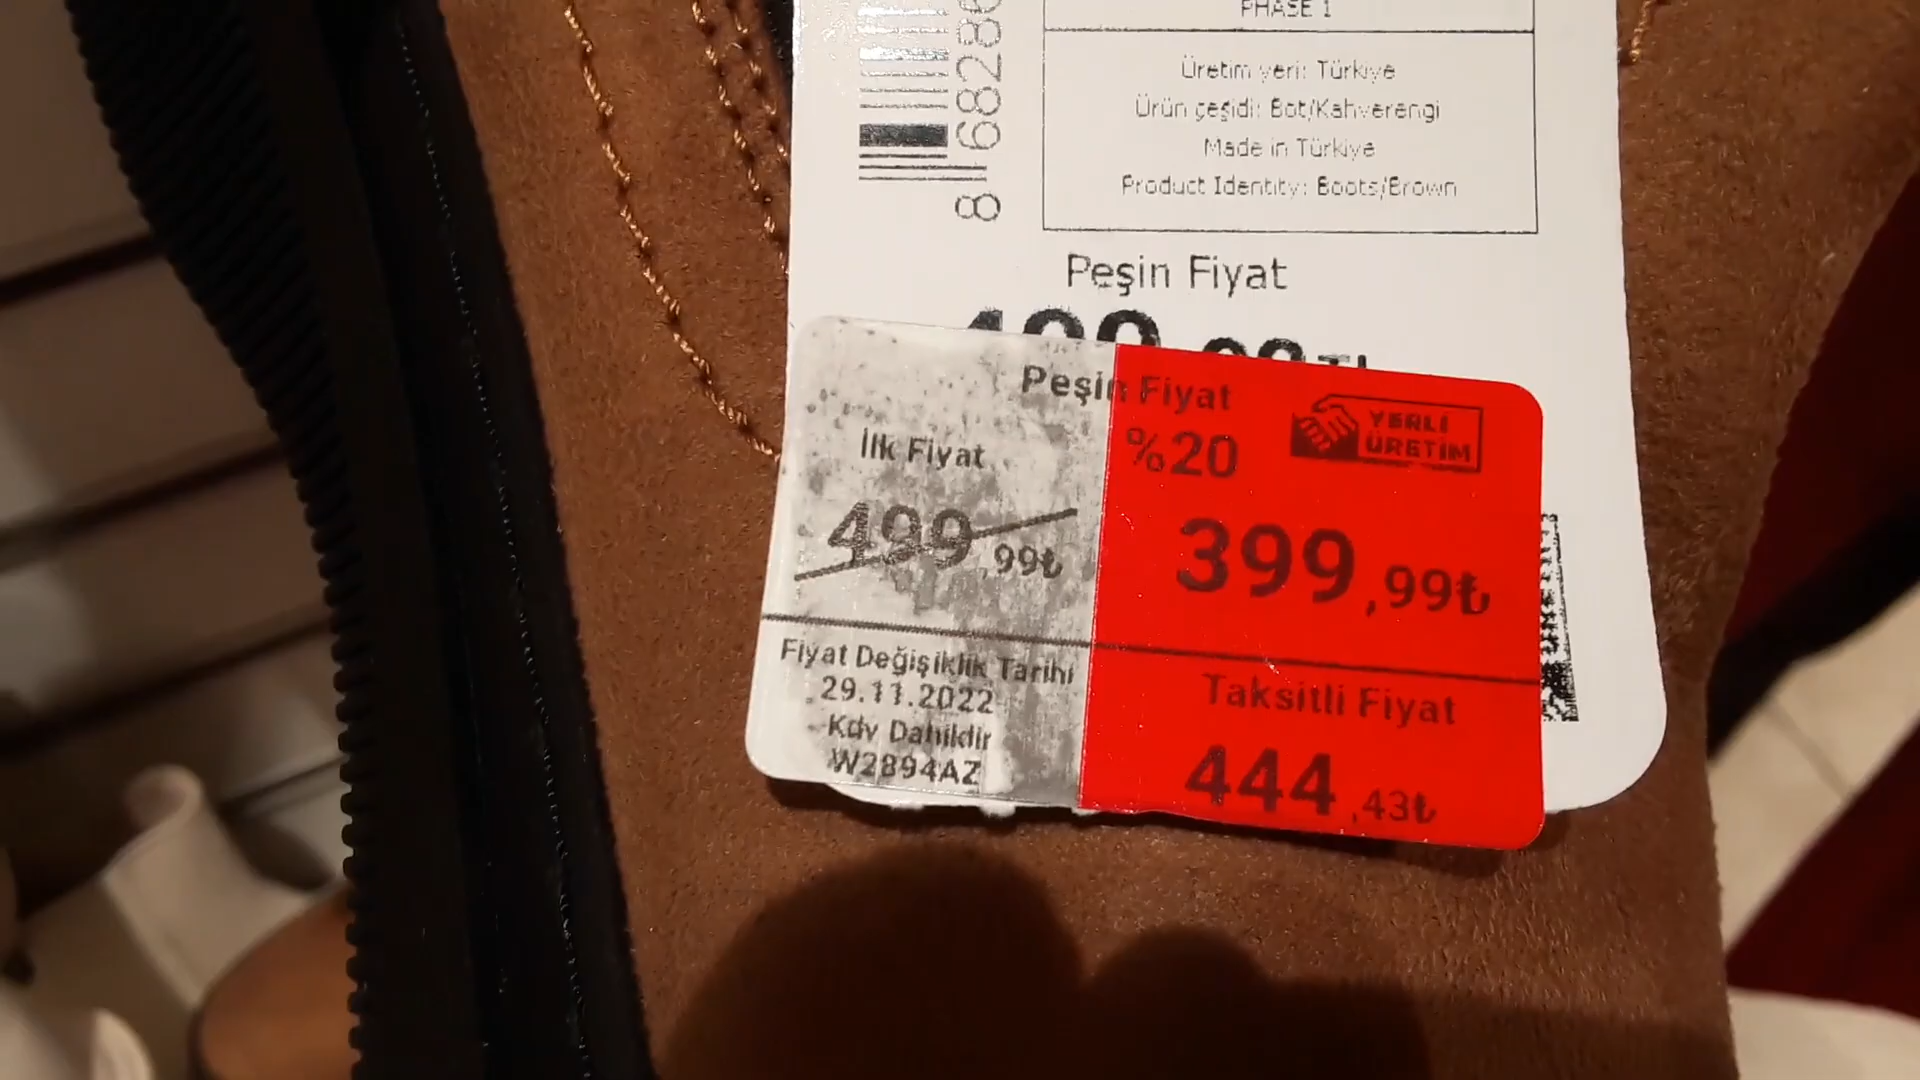 PHASE 1
Üretim yeri: Türkiye
Ürün çeşidi: Bot/Kahverengi
Made in Türkiye
Product Identity: Boots/Brown
8 68286
Peşin Fiyat
Peşin Fiyat
%20
YERLİ
ÜRETİM
İlk Fiyat
499,99₺
399,99₺
Fiyat Değişiklik Tarihi
29.11.2022
Kdv Dahildir
W2894AZ
Taksitli Fiyat
444,43₺